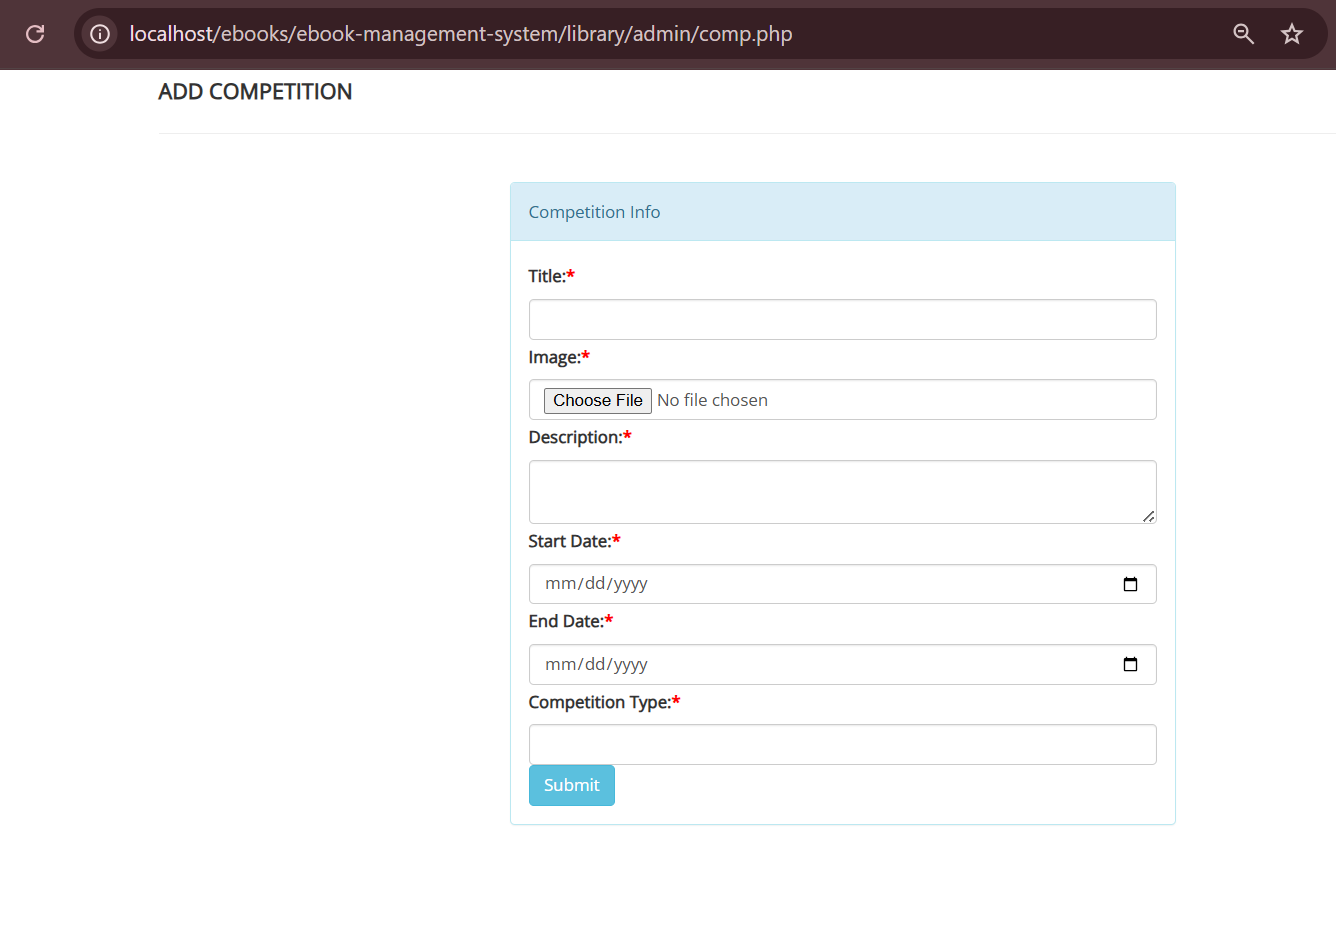 localhost/ebooks/ebook-management-system/library/admin/comp.php
ADD COMPETITION
Competition Info
Title:*
Image:*
Choose File No file chosen
Description:*
Start Date:*
mm/dd/yyyy
End Date:*
mm/dd/yyyy
Competition Type:*
Submit